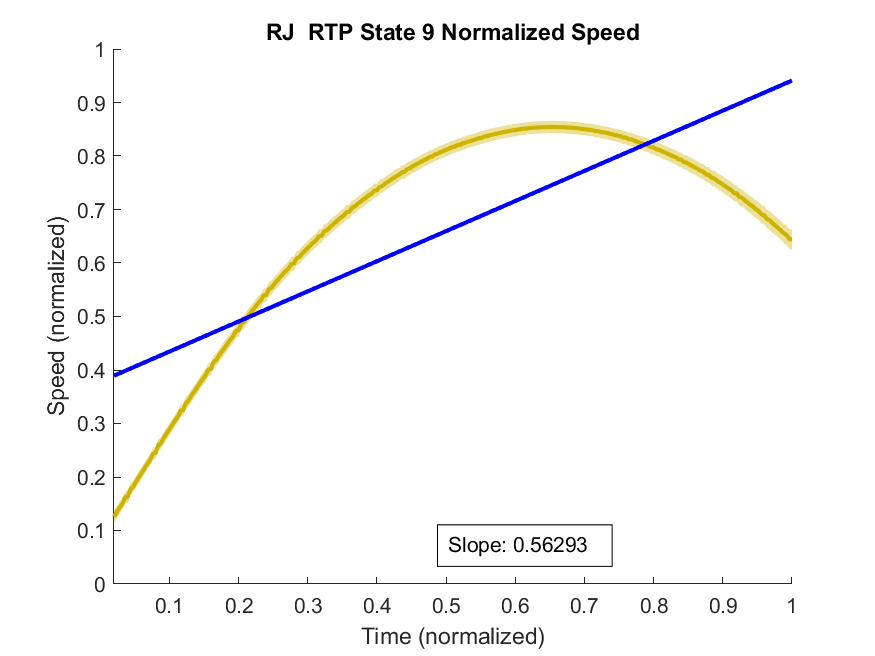 RJ  RTP State 9 Normalized Speed
1
0.9
0.8
0.7
0.6
0.5
0.4
0.3
0.2
0.1
0
Speed (normalized)
Slope: 0.56293
0.1 0.2 0.3 0.4 0.5 0.6 0.7 0.8 0.9 1
Time (normalized)